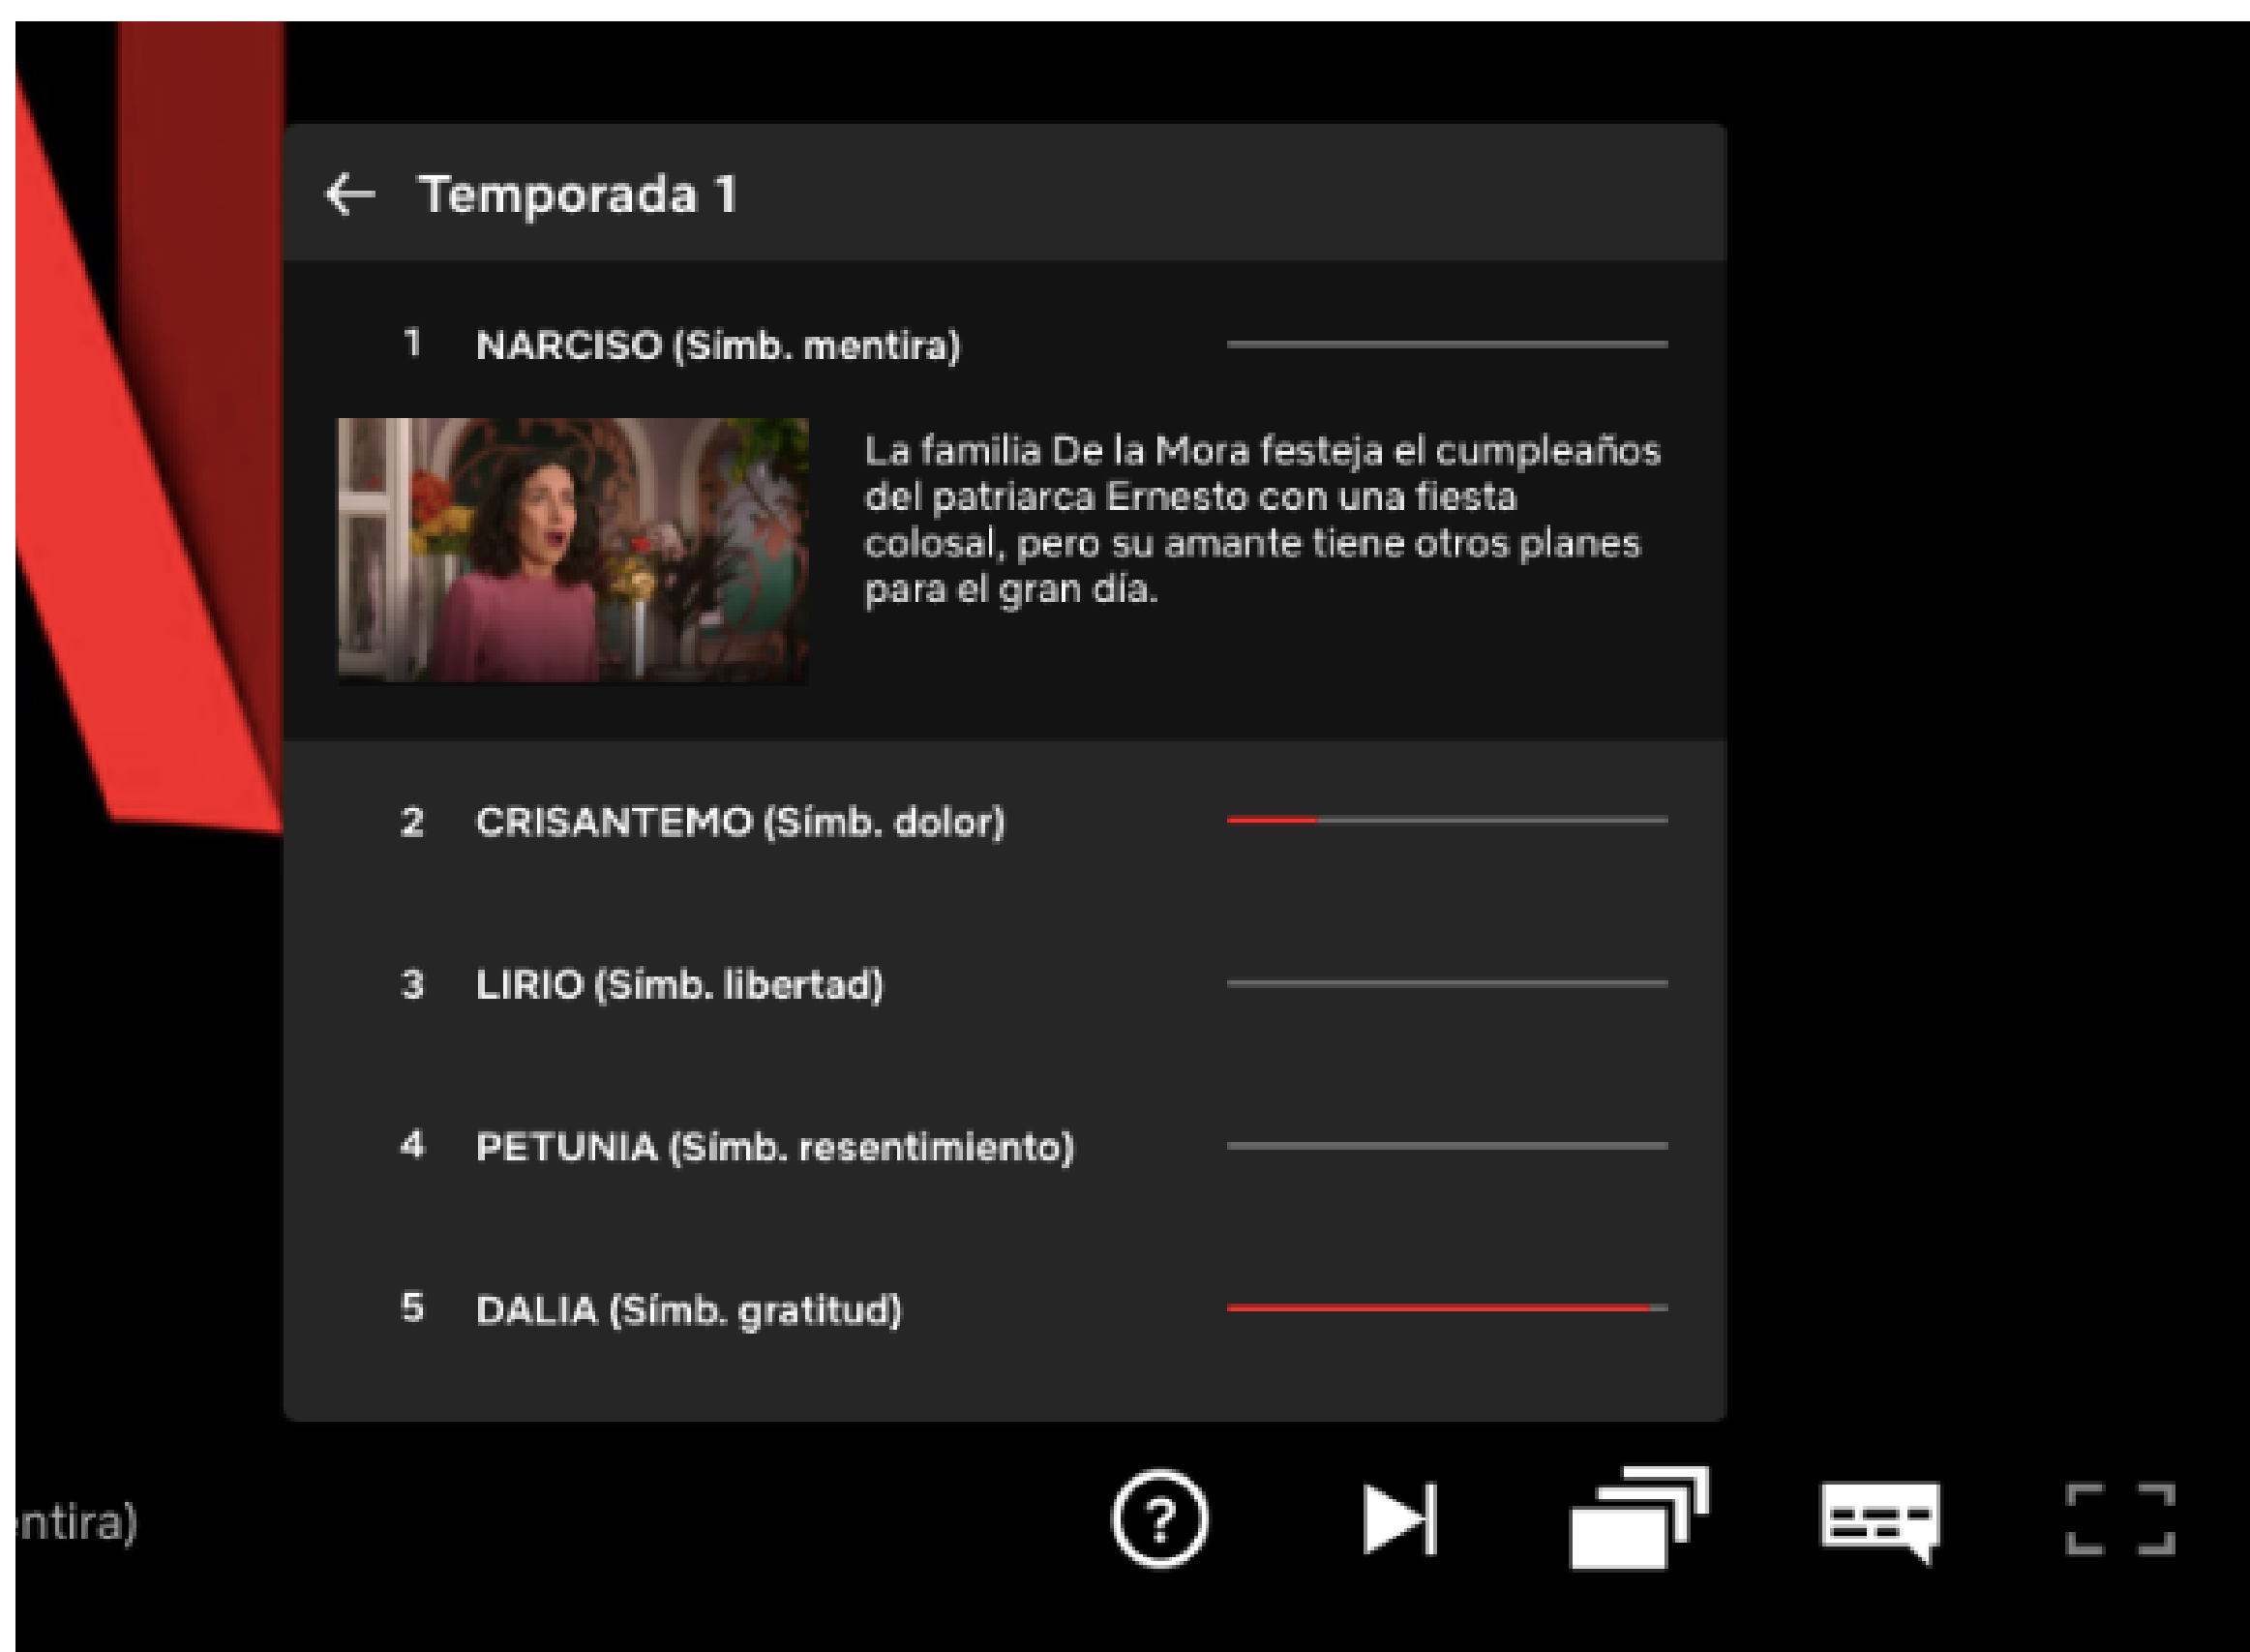 Temporada 1
1 NARCISO (Símb. mentira)
La familia De la Mora festeja el cumpleaños
del patriarca Ernesto con una fiesta
colosal, pero su amante tiene otros planes
para el gran día.
2 CRISANTEMO (Símb. dolor)
3 LIRIO (Símb. libertad)
4 PETUNIA (Símb. resentimiento)
5 DALIA (Símb. gratitud)
entira)
?